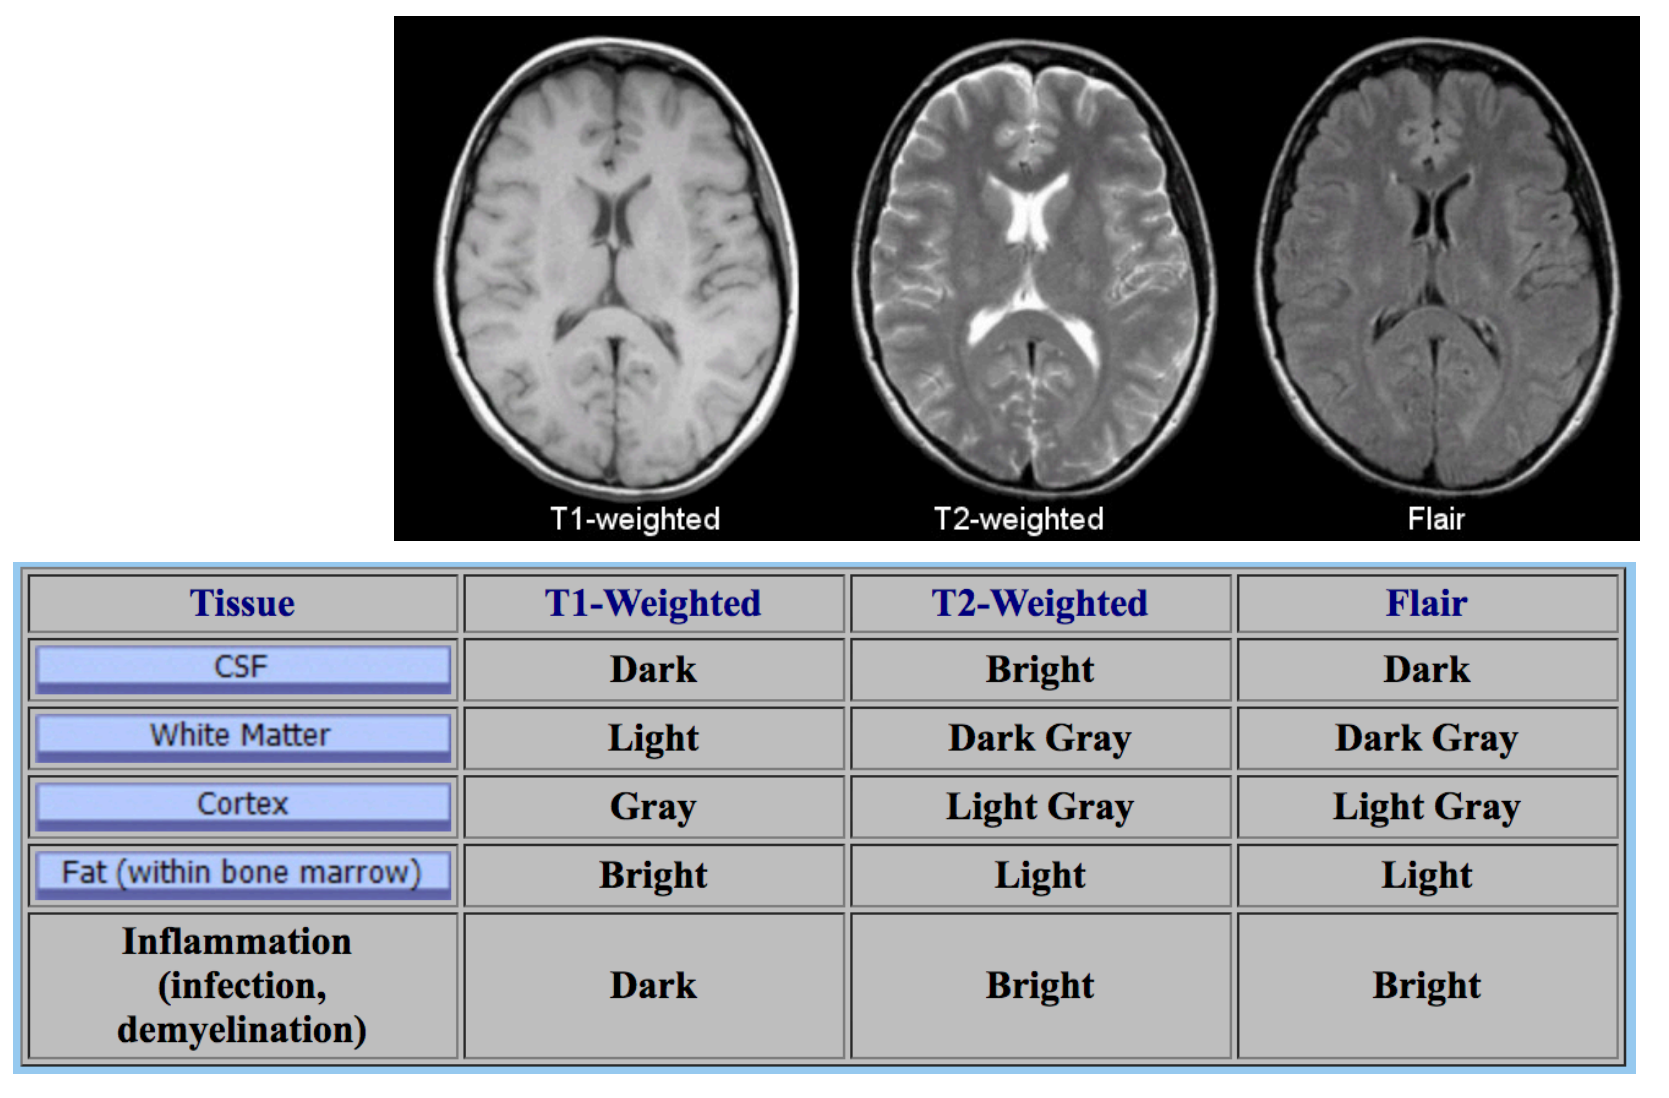 T1-weighted T2-weighted Flair
Tissue T1-Weighted T2-Weighted Flair
CSF Dark Bright Dark
White Matter Light Dark Gray Dark Gray
Cortex Gray Light Gray Light Gray
Fat (within bone marrow) Bright Light Light
Inflammation
(infection,
demyelination) Dark Bright Bright